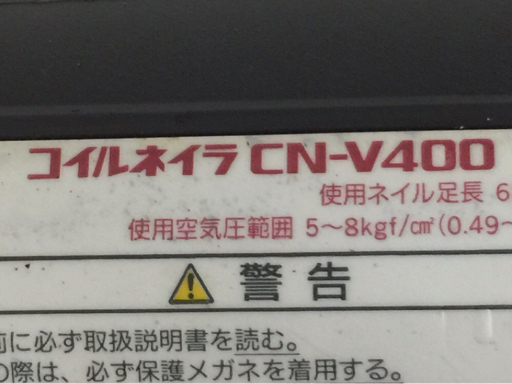 コイルネイラ CN-V400
使用ネイル足長 6
使用空気圧範囲 5~8kgf/cm²(0.49~
警告
前に必ず取扱説明書を読む。
の際は、必ず保護メガネを着用する。